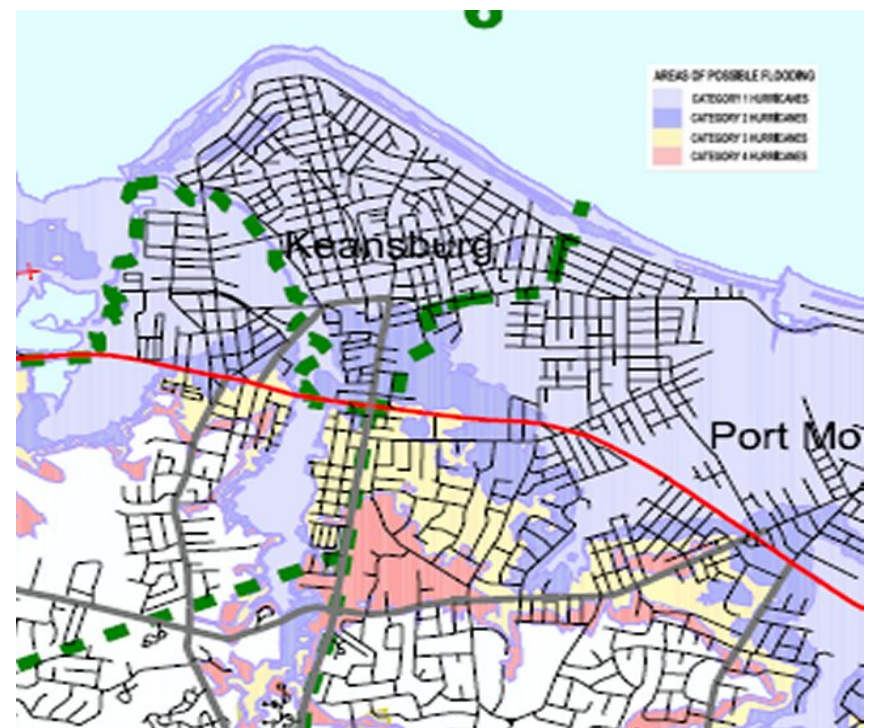 AREAS OF POSSIBLE FLOODING
CATEGORY 1 HURRICANES
CATEGORY 2 HURRICANES
CATEGORY 3 HURRICANES
CATEGORY 4 HURRICANES
Keansburg
Port Mo